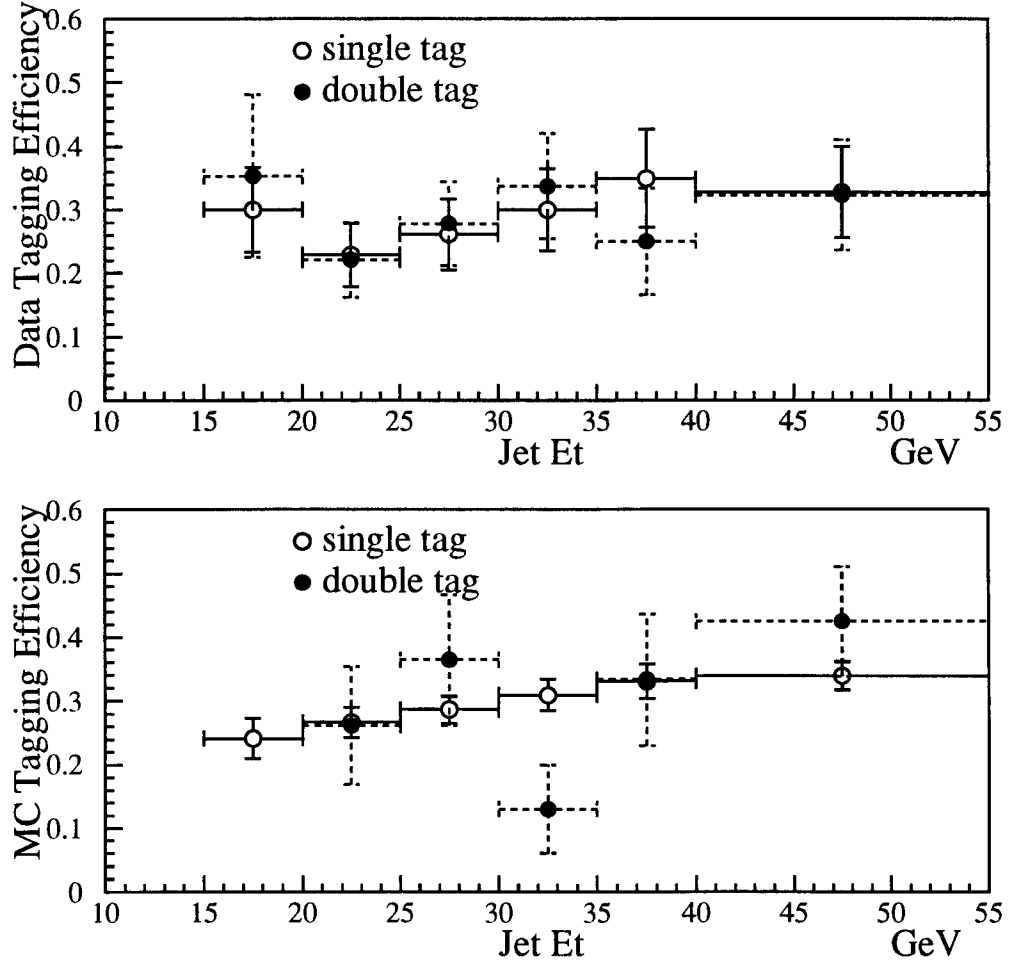 Data Tagging Efficiency
0.6
0.5
0.4
0.3
0.2
0.1
0
single tag
double tag
10 15 20 25 30 35 40 45 50 55
Jet Et GeV
MC Tagging Efficiency
0.6
0.5
0.4
0.3
0.2
0.1
0
single tag
double tag
10 15 20 25 30 35 40 45 50 55
Jet Et GeV